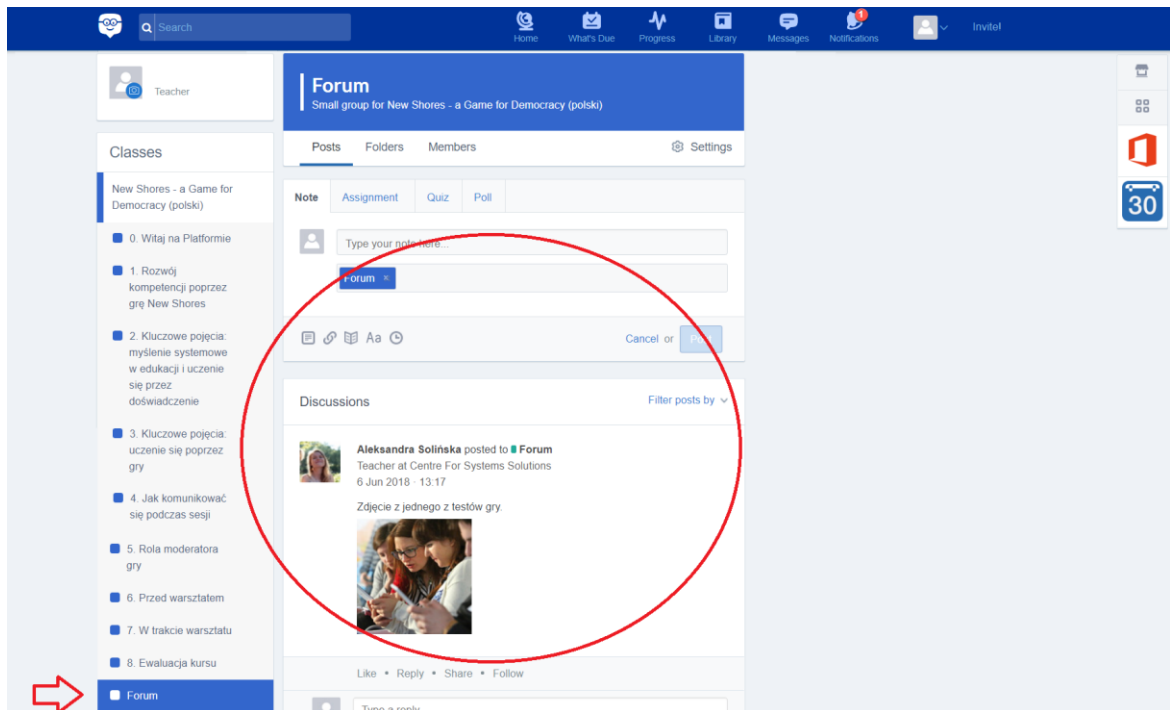 Search
Home
What's Due
Progress
Library
Messages
1
Notifications
Invite!
Teacher
Classes
New Shores - a Game for
Democracy (polski)
0. Witaj na Platformie
1. Rozwój
kompetencji poprzez
grę New Shores
2. Kluczowe pojęcia:
myślenie systemowe
w edukacji i uczenie
się przez
doświadczenie
3. Kluczowe pojęcia:
uczenie się poprzez
gry
4. Jak komunikować
się podczas sesji
5. Rola moderatora
gry
6. Przed warsztatem
7. W trakcie warsztatu
8. Ewaluacja kursu
Forum
Forum
Small group for New Shores - a Game for Democracy (polski)
Posts Folders Members Settings
Note Assignment Quiz Poll
Type your note here...
Forum ×
Aa Cancel or Post
Discussions Filter posts by
Aleksandra Solińska posted to Forum
Teacher at Centre For Systems Solutions
6 Jun 2018 · 13:17
Zdjęcie z jednego z testów gry.
Like • Reply • Share • Follow
Type a reply
30